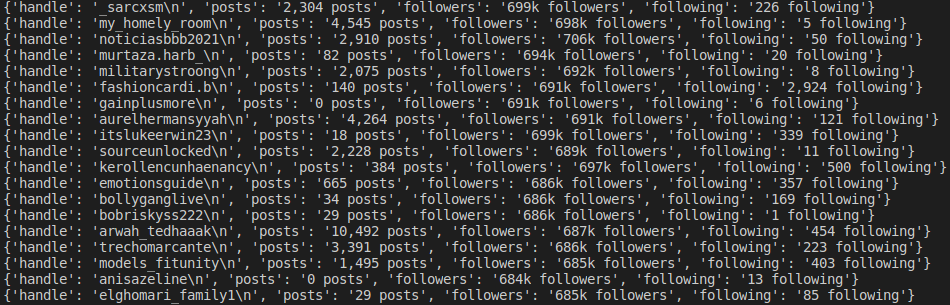 {'handle': '_sarcxsm\n', 'posts': '2,304 posts', 'followers': '699k followers', 'following': '226 following'}
{'handle': 'my_homely_room\n', 'posts': '4,545 posts', 'followers': '698k followers', 'following': '5 following'}
{'handle': 'noticiasbbb2021\n', 'posts': '2,910 posts', 'followers': '706k followers', 'following': '50 following'}
{'handle': 'murtaza.harb_\n', 'posts': '82 posts', 'followers': '694k followers', 'following': '20 following'}
{'handle': 'militarystroong\n', 'posts': '2,075 posts', 'followers': '692k followers', 'following': '8 following'}
{'handle': 'fashioncardi.b\n', 'posts': '140 posts', 'followers': '691k followers', 'following': '2,924 following'}
{'handle': 'gainplusmore\n', 'posts': '0 posts', 'followers': '691k followers', 'following': '6 following'}
{'handle': 'aurelhermansyyah\n', 'posts': '4,264 posts', 'followers': '691k followers', 'following': '121 following'}
{'handle': 'itslukeerwin23\n', 'posts': '18 posts', 'followers': '699k followers', 'following': '339 following'}
{'handle': 'sourceunlocked\n', 'posts': '2,228 posts', 'followers': '689k followers', 'following': '11 following'}
{'handle': 'kerollencunhaenancy\n', 'posts': '384 posts', 'followers': '697k followers', 'following': '500 following'}
{'handle': 'emotionsguide\n', 'posts': '665 posts', 'followers': '686k followers', 'following': '357 following'}
{'handle': 'bollyganglive\n', 'posts': '34 posts', 'followers': '686k followers', 'following': '169 following'}
{'handle': 'bobriskyss222\n', 'posts': '29 posts', 'followers': '686k followers', 'following': '1 following'}
{'handle': 'arwah_tedhaaak\n', 'posts': '10,492 posts', 'followers': '687k followers', 'following': '454 following'}
{'handle': 'trechomarcante\n', 'posts': '3,391 posts', 'followers': '686k followers', 'following': '223 following'}
{'handle': 'models_fitunity\n', 'posts': '1,495 posts', 'followers': '685k followers', 'following': '403 following'}
{'handle': 'anisazeline\n', 'posts': '0 posts', 'followers': '684k followers', 'following': '13 following'}
{'handle': 'elghomari_family1\n', 'posts': '29 posts', 'followers': '685k followers', 'following': '85 following'}